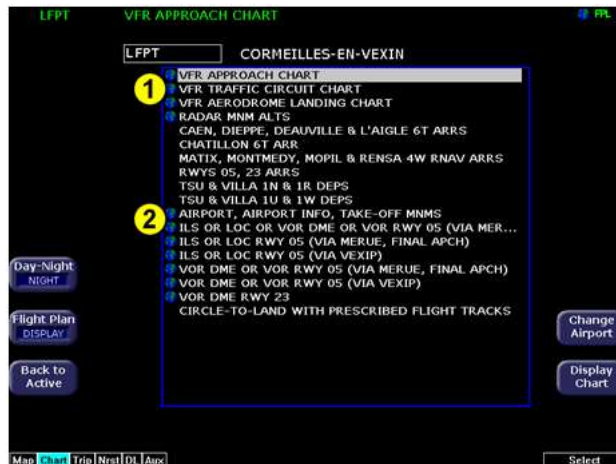 LFPT VFR APPROACH CHART FPL
LFPT CORMEILLES-EN-VEXIN
VFR APPROACH CHART
1 VFR TRAFFIC CIRCUIT CHART
VFR AERODROME LANDING CHART
RADAR MNM ALTS
CAEN, DIEPPE, DEAUVILLE & L'AIGLE 6T ARRS
CHATILLON 6T ARR
MATIX, MONTMEDY, MOPIL & RENSA 4W RNAV ARRS
RWYS 05, 23 ARRS
TSU & VILLA 1N & 1R DEPS
TSU & VILLA 1U & 1W DEPS
2 AIRPORT, AIRPORT INFO, TAKE-OFF MNMS
ILS OR LOC OR VOR DME OR VOR RWY 05 (VIA MER...
ILS OR LOC RWY 05 (VIA MERUE, FINAL APCH)
ILS OR LOC RWY 05 (VIA VEXIP)
VOR DME OR VOR RWY 05 (VIA MERUE, FINAL APCH)
VOR DME OR VOR RWY 05 (VIA VEXIP)
VOR DME RWY 23
CIRCLE-TO-LAND WITH PRESCRIBED FLIGHT TRACKS
Day-Night
NIGHT
Flight Plan
DISPLAY
Back to
Active
Change
Airport
Display
Chart
Map Chart Trip Nrst DL Aux Select